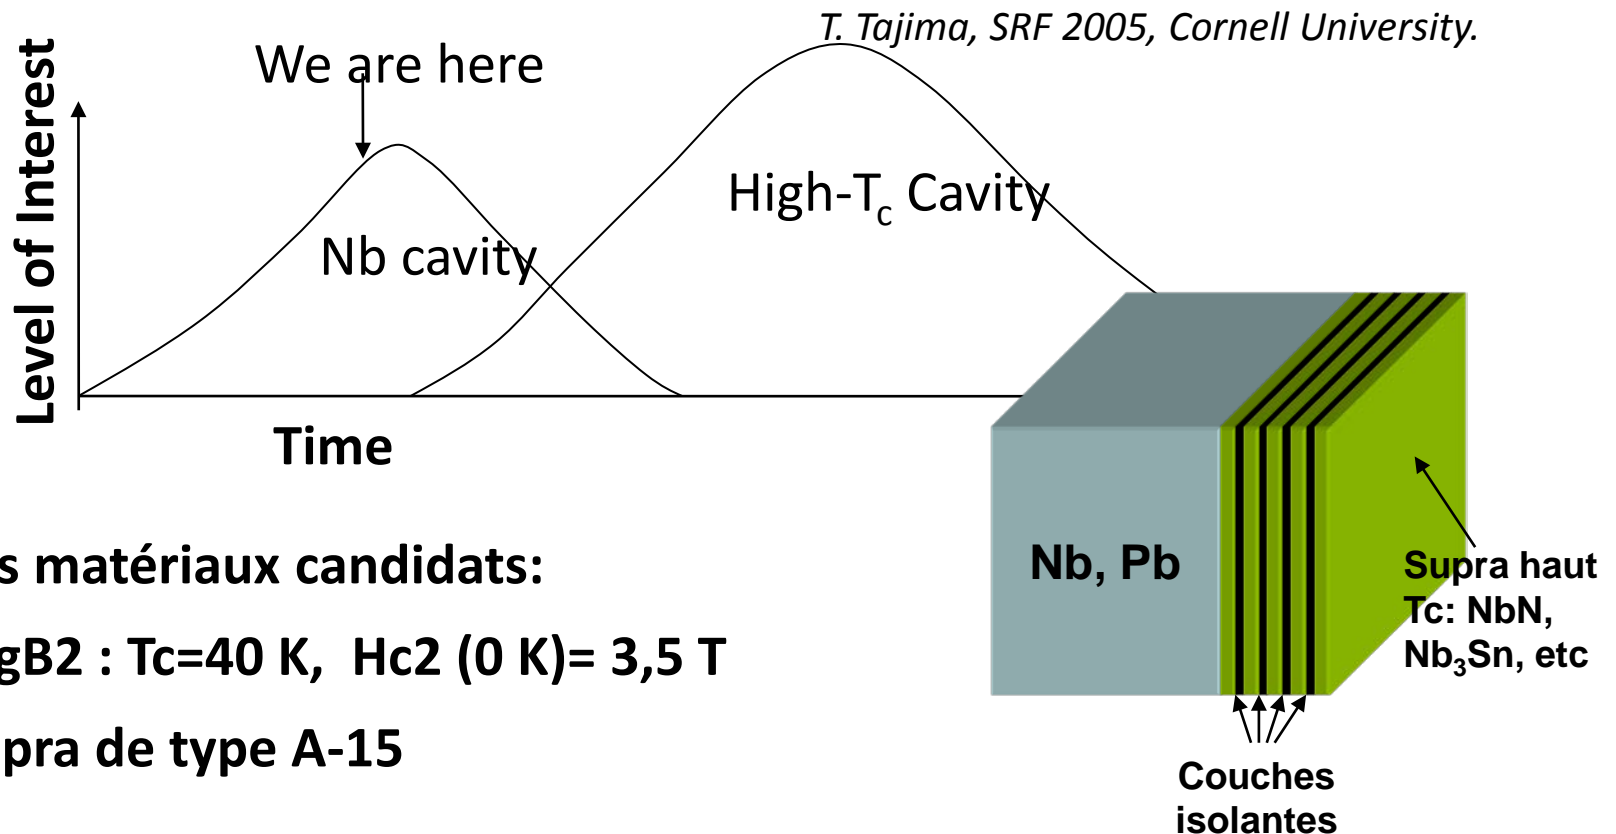 T. Tajima, SRF 2005, Cornell University.
We are here
Level of Interest
High-Tc Cavity
Nb cavity
Time
s matériaux candidats:
gB2 : Tc=40 K, Hc2 (0 K)= 3,5 T
pra de type A-15
Nb, Pb
Supra haut
Tc: NbN,
Nb₃Sn, etc
Couches
isolantes